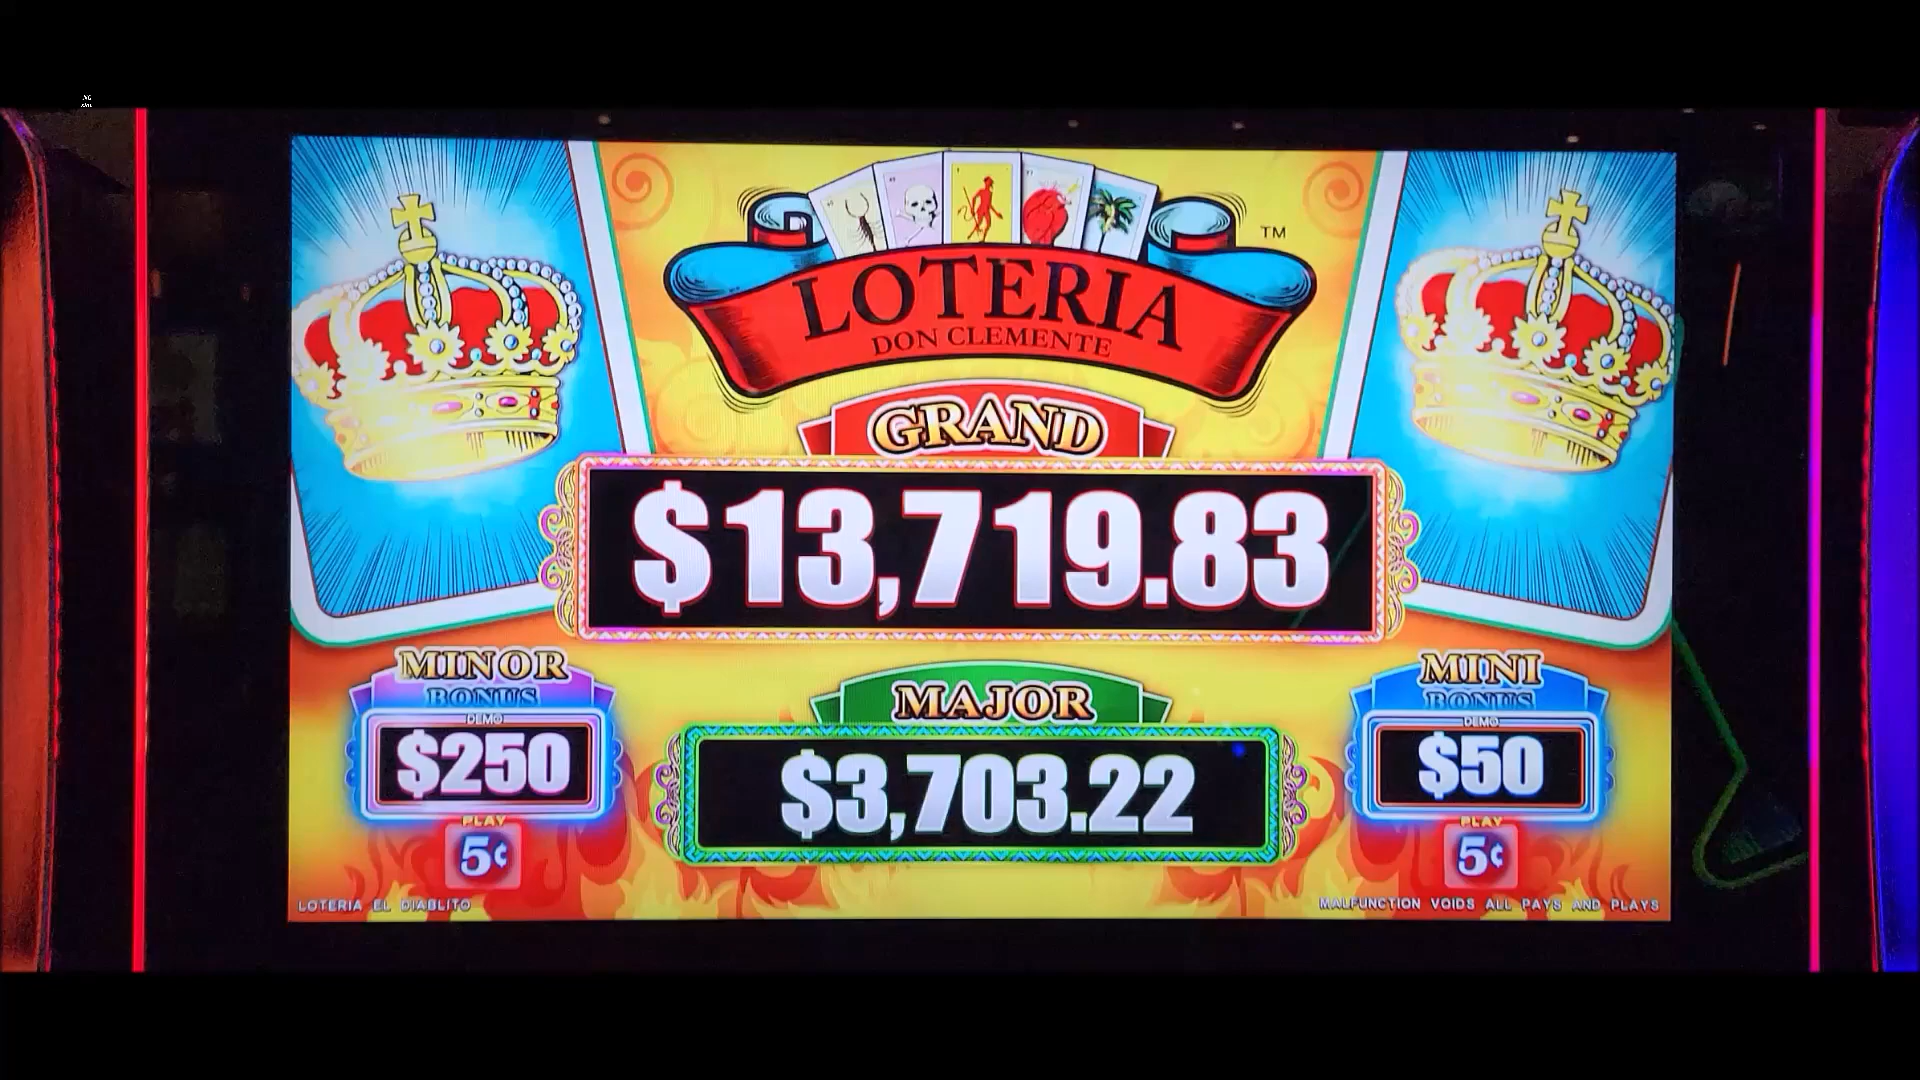 LOTERIA
TM
DON CLEMENTE
GRAND
$13,719.83
MINOR
BONUS
DEMO
$250
PLAY
5¢
MAJOR
$3,703.22
MINI
BONUS
DEMO
$50
PLAY
5¢
LOTERIA EL DIABLITO
MALFUNCTION VOIDS ALL PAYS AND PLAYS